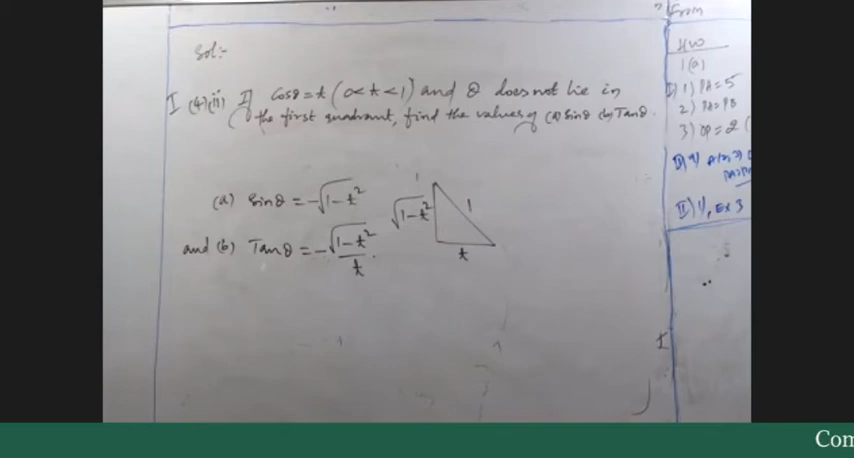 Sol:-
I (4)(ii) If cosθ = t (0 < t < 1) and θ does not lie in
the first quadrant, find the values of (a) Sinθ (b) Tanθ.
(a) Sinθ = -√(1-t²)
√(1-t²) 1
and (b) Tanθ = -√(1-t²)/t.
t
From
HW
1(a)
I) 1) PA = 5
2) PA = PB
3) = 2
II) 1), Ex 3
I
Com